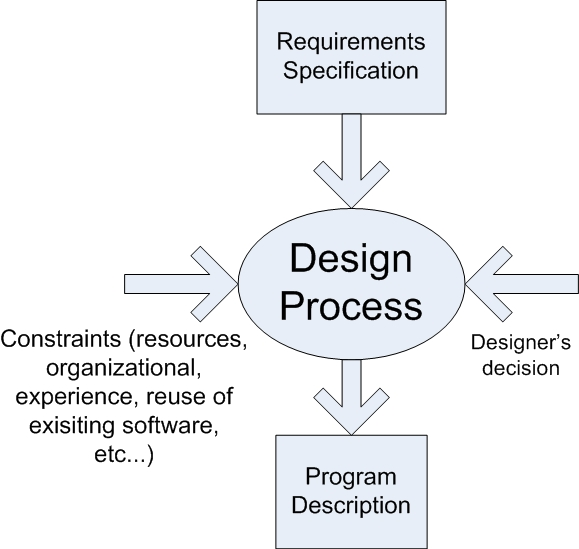 Requirements
Specification
Design
Process
Constraints (resources,
organizational,
experience, reuse of
exisiting software,
etc...)
Designer's
decision
Program
Description